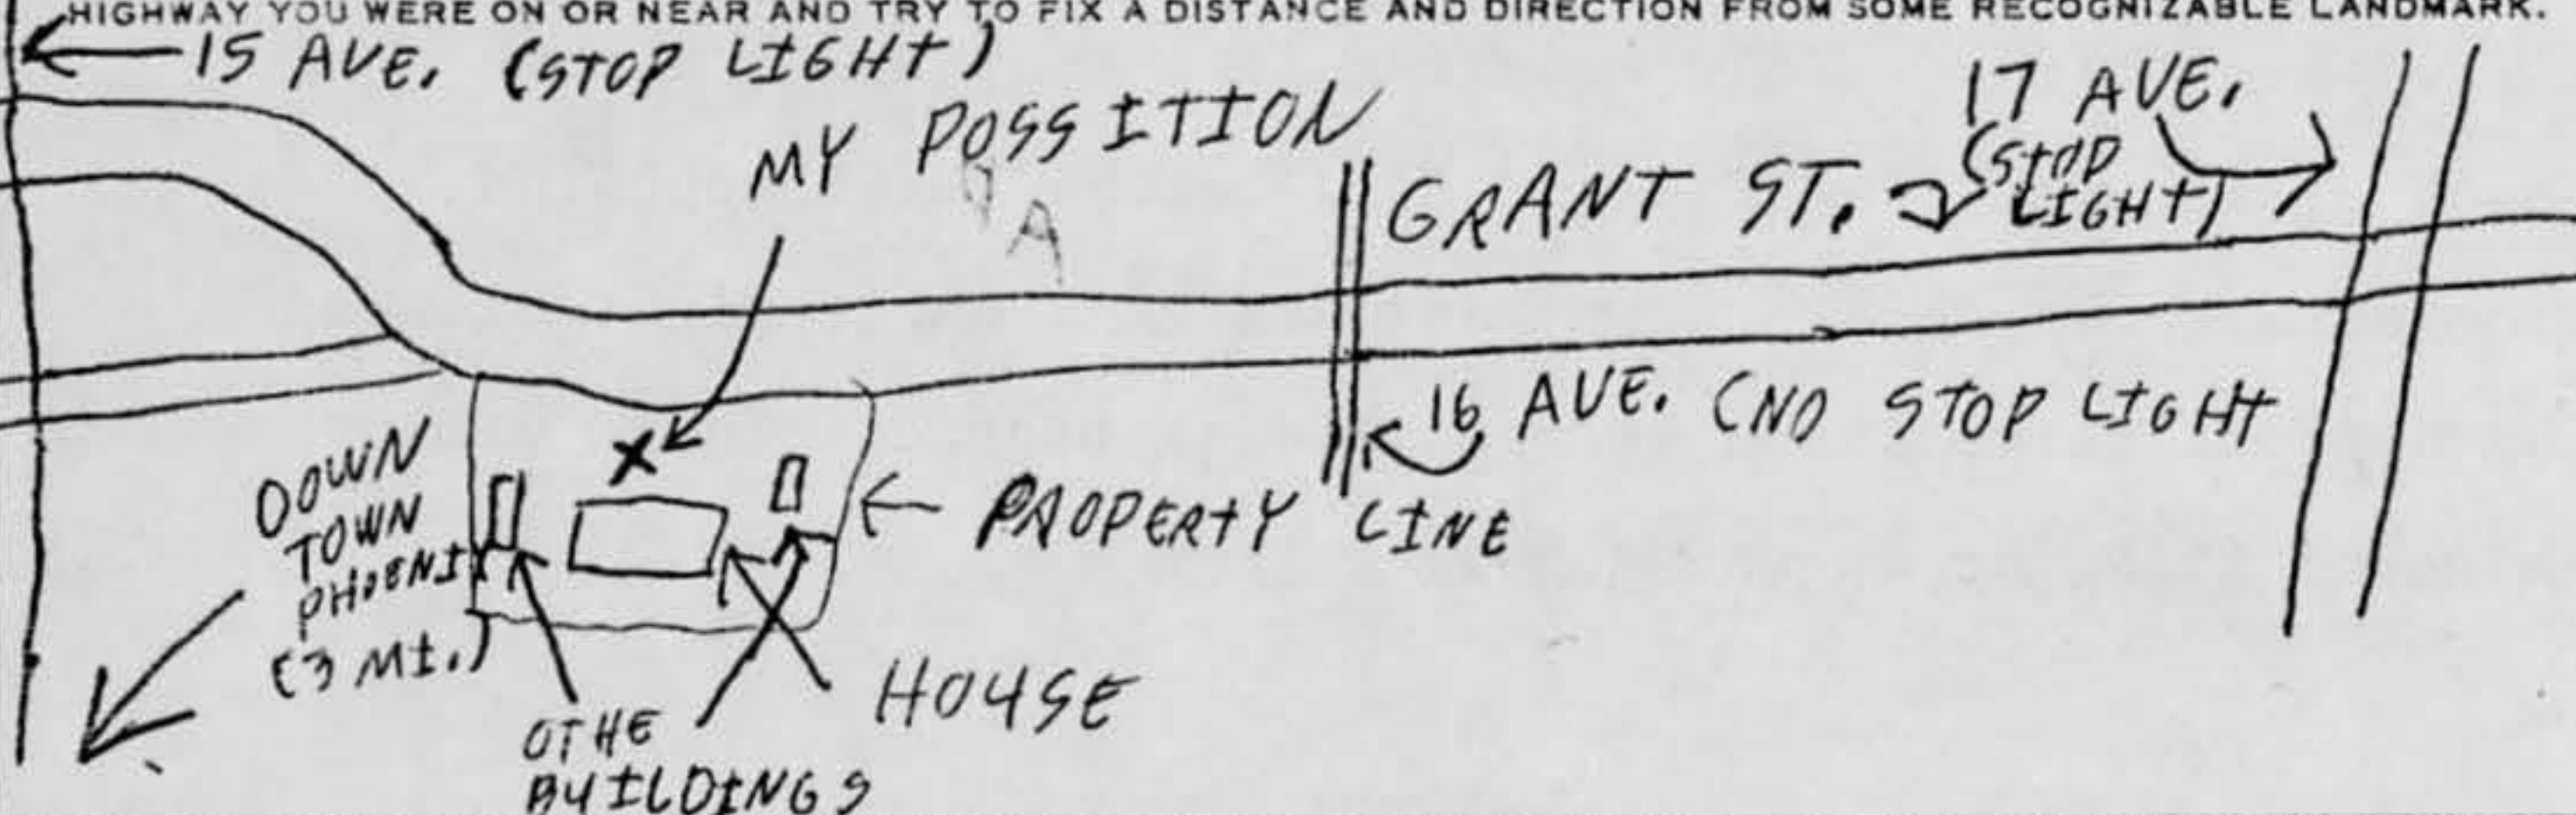 HIGHWAY YOU WERE ON OR NEAR AND TRY TO FIX A DISTANCE AND DIRECTION FROM SOME RECOGNIZABLE LANDMARK.
15 AVE. (STOP LIGHT)
MY POSSITION
A
17 AVE.
(STOP
LIGHT)
GRANT ST.
16 AVE. (NO STOP LIGHT
X
PROPERTY LINE
DOWN
TOWN
PHOENIX
(3 MI.)
HOUSE
OTHE
BUILDINGS